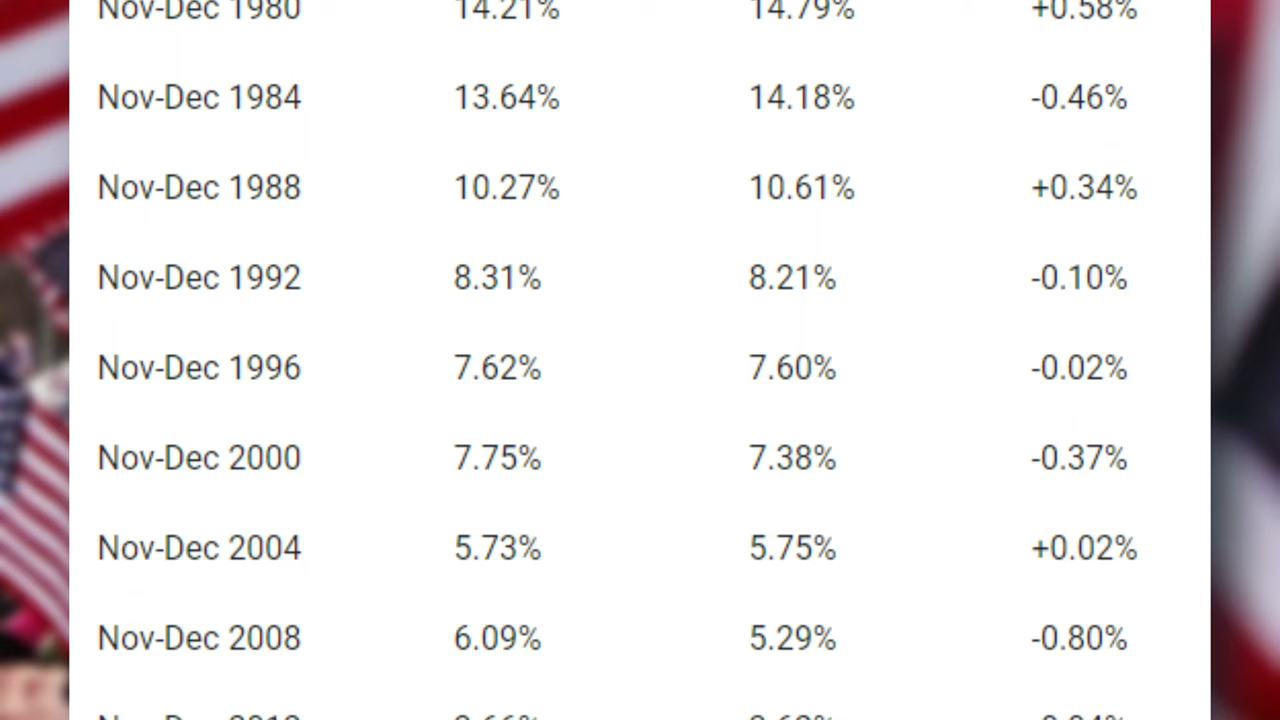 Nov-Dec 1980 14.21% 14.79% +0.58%
Nov-Dec 1984 13.64% 14.18% -0.46%
Nov-Dec 1988 10.27% 10.61% +0.34%
Nov-Dec 1992 8.31% 8.21% -0.10%
Nov-Dec 1996 7.62% 7.60% -0.02%
Nov-Dec 2000 7.75% 7.38% -0.37%
Nov-Dec 2004 5.73% 5.75% +0.02%
Nov-Dec 2008 6.09% 5.29% -0.80%